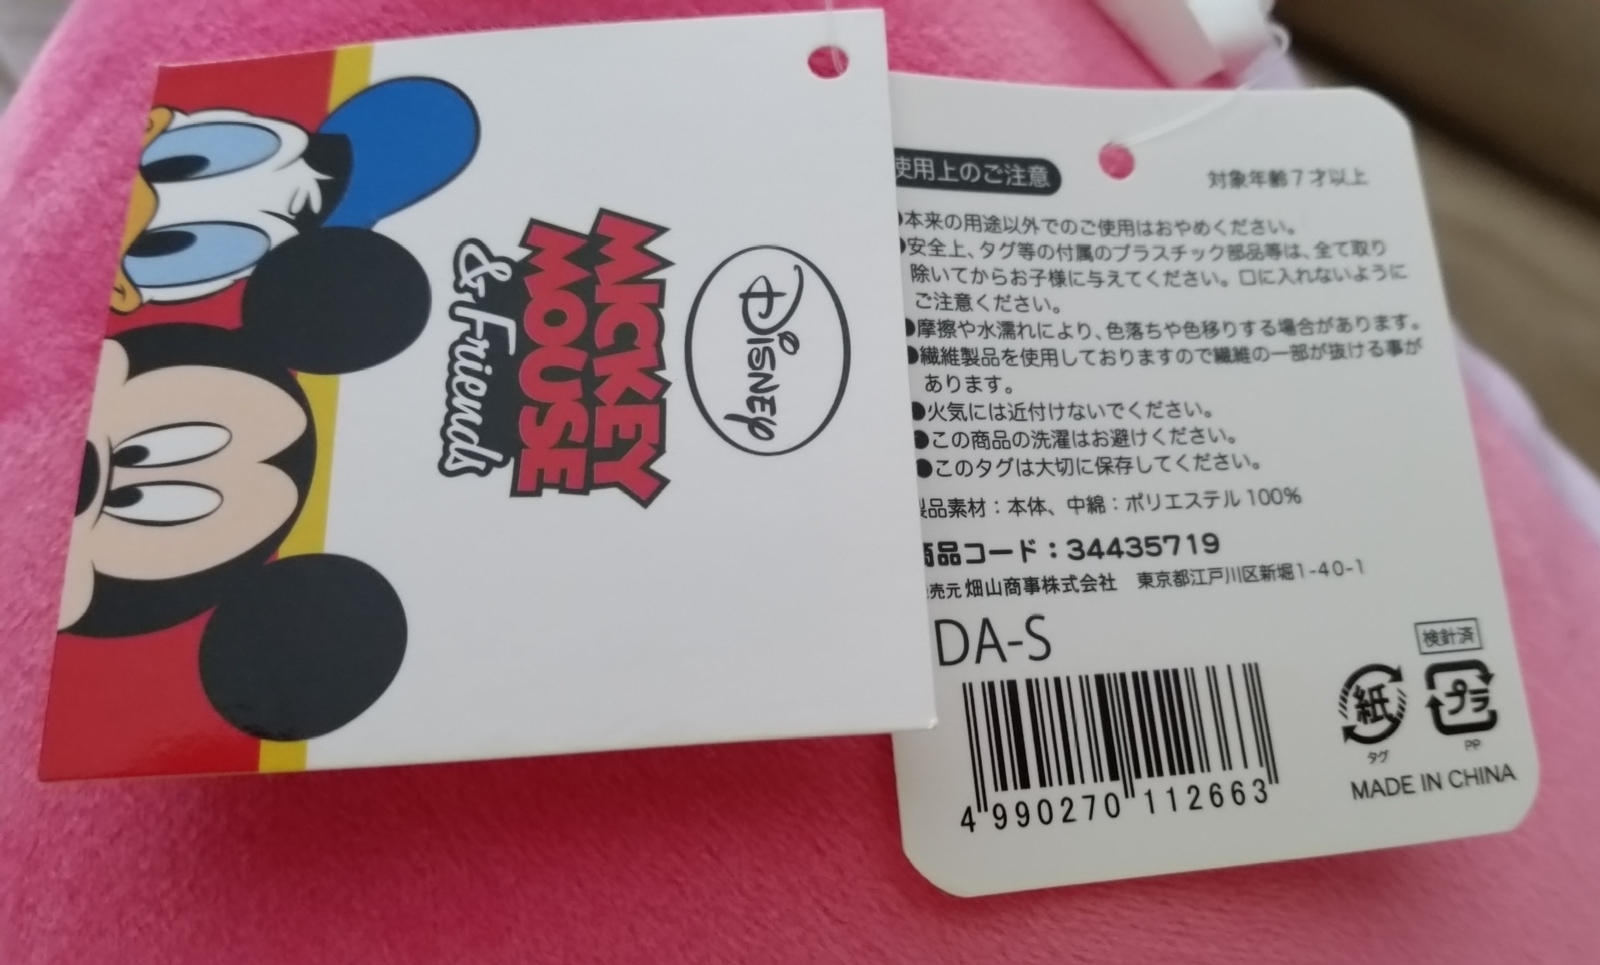 Disney
MICKEY
MOUSE
& Friends
使用上のご注意
対象年齢7才以上
●本来の用途以外でのご使用はおやめください。
●安全上、タグ等の付属のプラスチック部品等は、全て取り
除いてからお子様に与えてください。口に入れないように
ご注意ください。
●摩擦や水濡れにより、色落ちや色移りする場合があります。
●繊維製品を使用しておりますので繊維の一部が抜ける事が
あります。
●火気には近付けないでください。
●この商品の洗濯はお避けください。
●このタグは大切に保存してください。
製品素材：本体、中綿：ポリエステル100%
商品コード：34435719
発売元 畑山商事株式会社 東京都江戸川区新堀1-40-1
DA-S
検針済
紙
タグ
プラ
PP
MADE IN CHINA
4 990270 112663